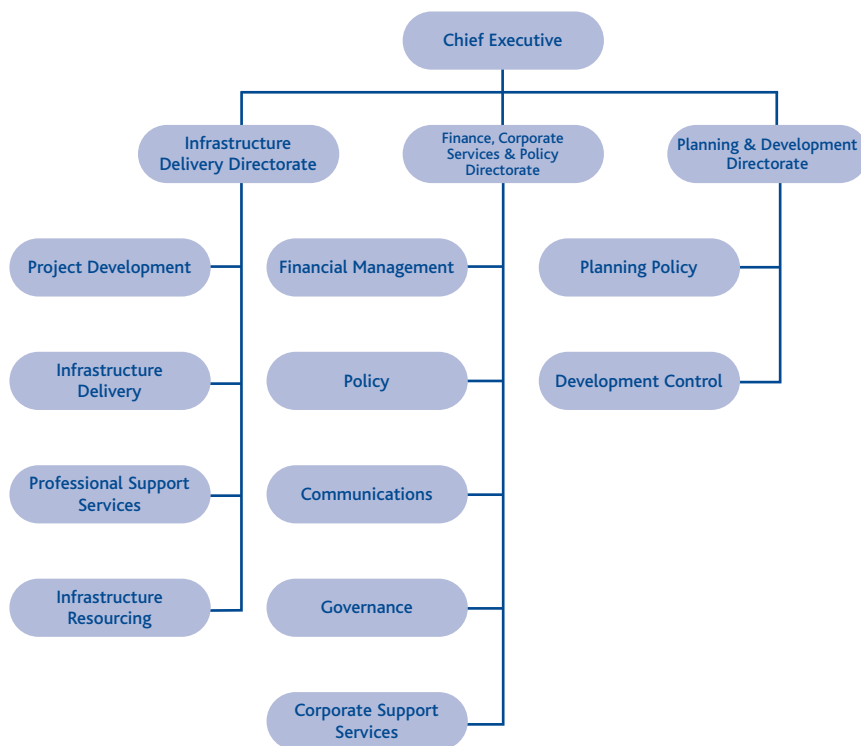 Chief Executive
Infrastructure
Delivery Directorate
Finance, Corporate
Services & Policy
Directorate
Planning & Development
Directorate
Project Development
Financial Management
Planning Policy
Infrastructure
Delivery
Policy
Development Control
Professional Support
Services
Communications
Infrastructure
Resourcing
Governance
Corporate Support
Services